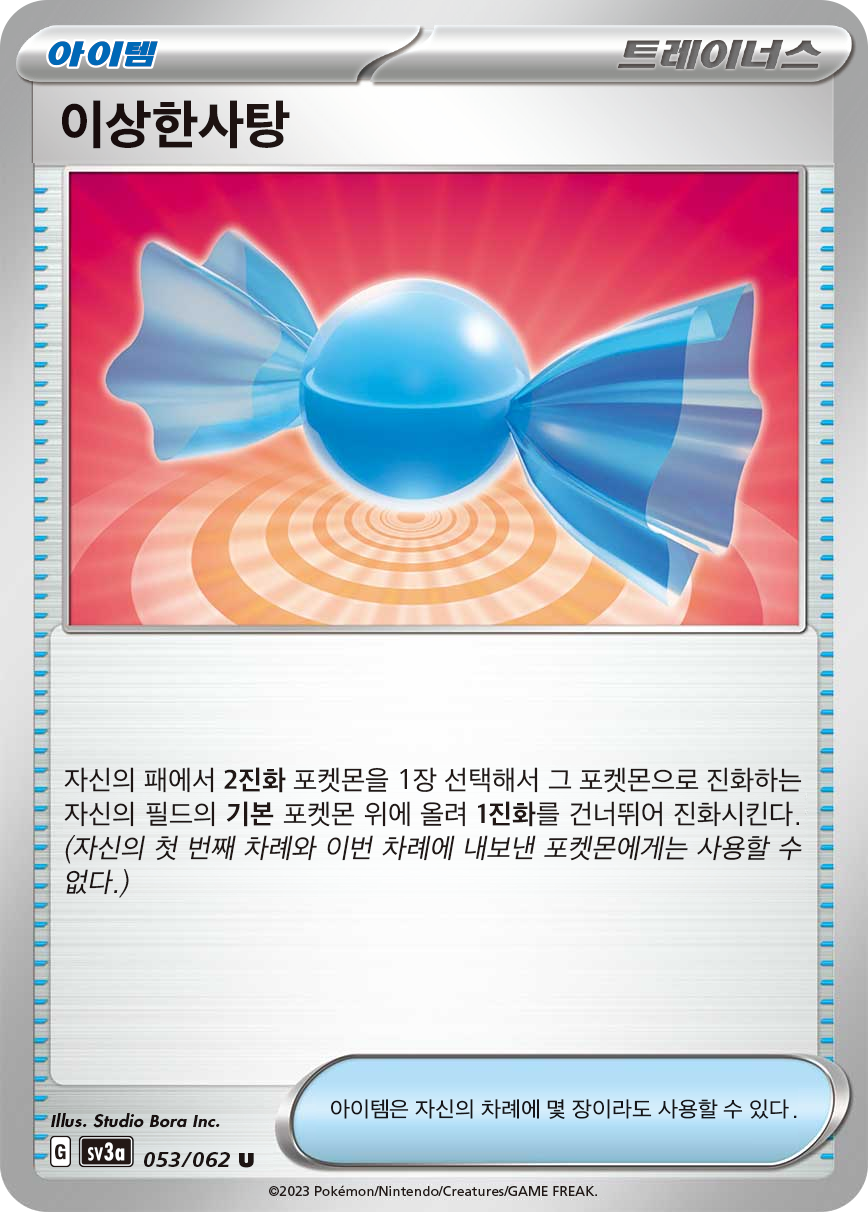 아이템
트레이너스
이상한사탕
자신의 패에서 2진화 포켓몬을 1장 선택해서 그 포켓몬으로 진화하는
자신의 필드의 기본 포켓몬 위에 올려 1진화를 건너뛰어 진화시킨다.
(자신의 첫 번째 차례와 이번 차례에 내보낸 포켓몬에게는 사용할 수
없다.)
아이템은 자신의 차례에 몇 장이라도 사용할 수 있다.
Illus. Studio Bora Inc.
G sv3a 053/062 U
©2023 Pokémon/Nintendo/Creatures/GAME FREAK.